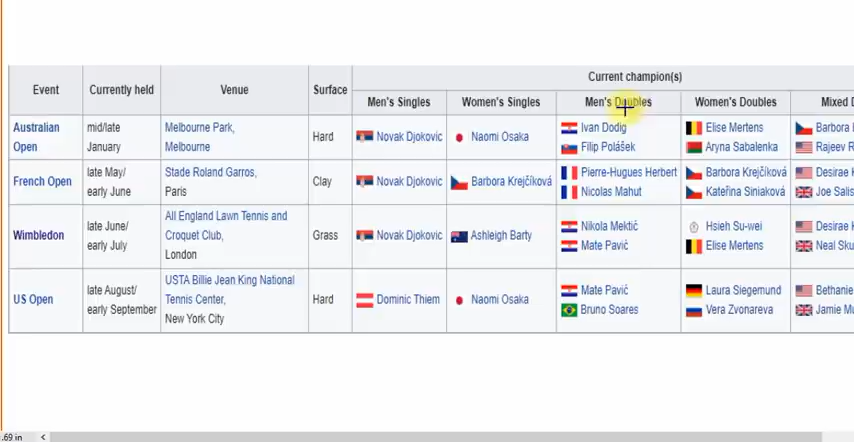 Current champion(s)
Event Currently held Venue Surface
Men's Singles Women's Singles Men's Doubles Women's Doubles Mixed
Australian Open mid/late January Melbourne Park, Melbourne Hard Novak Djokovic Naomi Osaka Ivan Dodig Filip Polášek Elise Mertens Aryna Sabalenka Barbora Rajeev
French Open late May/ early June Stade Roland Garros, Paris Clay Novak Djokovic Barbora Krejčíková Pierre-Hugues Herbert Nicolas Mahut Barbora Krejčíková Kateřina Siniaková Desirae Joe Salis
Wimbledon late June/ early July All England Lawn Tennis and Croquet Club, London Grass Novak Djokovic Ashleigh Barty Nikola Mektić Mate Pavić Hsieh Su-wei Elise Mertens Desirae Neal Sku
US Open late August/ early September USTA Billie Jean King National Tennis Center, New York City Hard Dominic Thiem Naomi Osaka Mate Pavić Bruno Soares Laura Siegemund Vera Zvonareva Bethanie Jamie Mu
.69 in